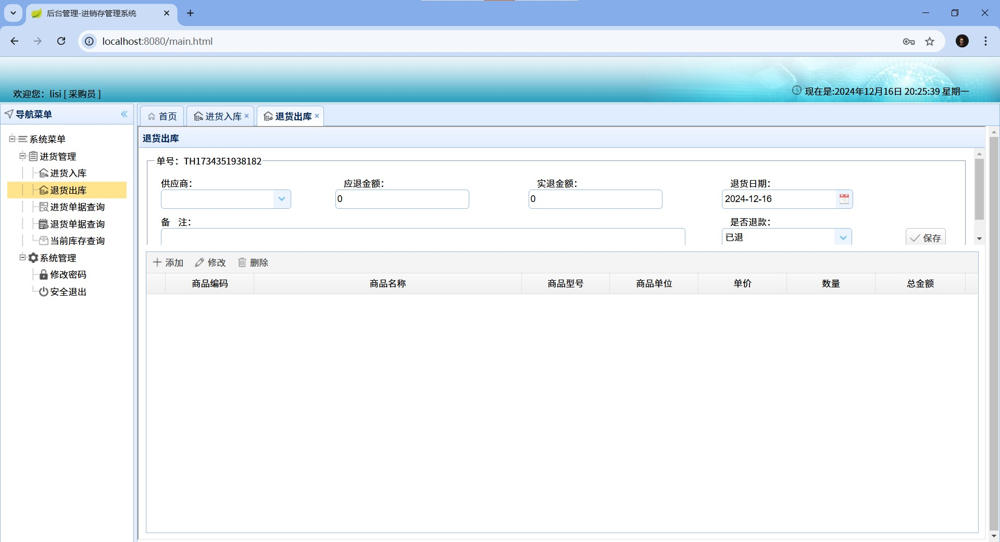 后台管理-进销存管理系统
localhost:8080/main.html
欢迎您：lisi [ 采购员 ]
现在是:2024年12月16日 20:25:39 星期一
导航菜单
首页 进货入库 退货出库
系统菜单
进货管理
进货入库
退货出库
进货单据查询
退货单据查询
当前库存查询
系统管理
修改密码
安全退出
退货出库
单号：TH1734351938182
供应商： 应退金额： 实退金额： 退货日期：
0 0 2024-12-16
备 注： 是否退款：
已退 保存
添加 修改 删除
商品编码 商品名称 商品型号 商品单位 单价 数量 总金额